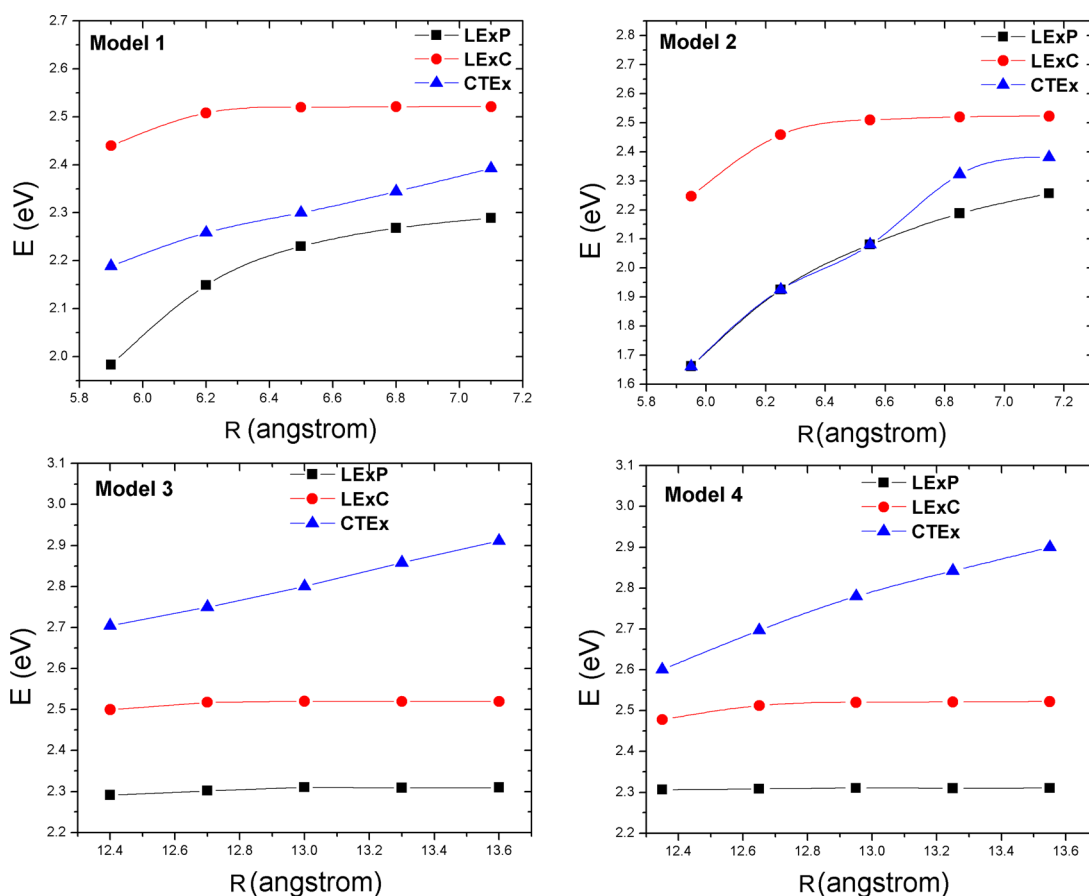 Model 1
LExP
LExC
CTEx
2.7
2.6
2.5
2.4
2.3
2.2
2.1
2.0
E (eV)
5.8 6.0 6.2 6.4 6.6 6.8 7.0 7.2
R (angstrom)
Model 2
LExP
LExC
CTEx
2.8
2.7
2.6
2.5
2.4
2.3
2.2
2.1
2.0
1.9
1.8
1.7
1.6
E (eV)
5.8 6.0 6.2 6.4 6.6 6.8 7.0 7.2
R(angstrom)
Model 3
LExP
LExC
CTEx
3.1
3.0
2.9
2.8
2.7
2.6
2.5
2.4
2.3
2.2
E (eV)
12.4 12.6 12.8 13.0 13.2 13.4 13.6
R (angstrom)
Model 4
LExP
LExC
CTEx
3.1
3.0
2.9
2.8
2.7
2.6
2.5
2.4
2.3
2.2
E (eV)
12.4 12.6 12.8 13.0 13.2 13.4 13.6
R (angstrom)